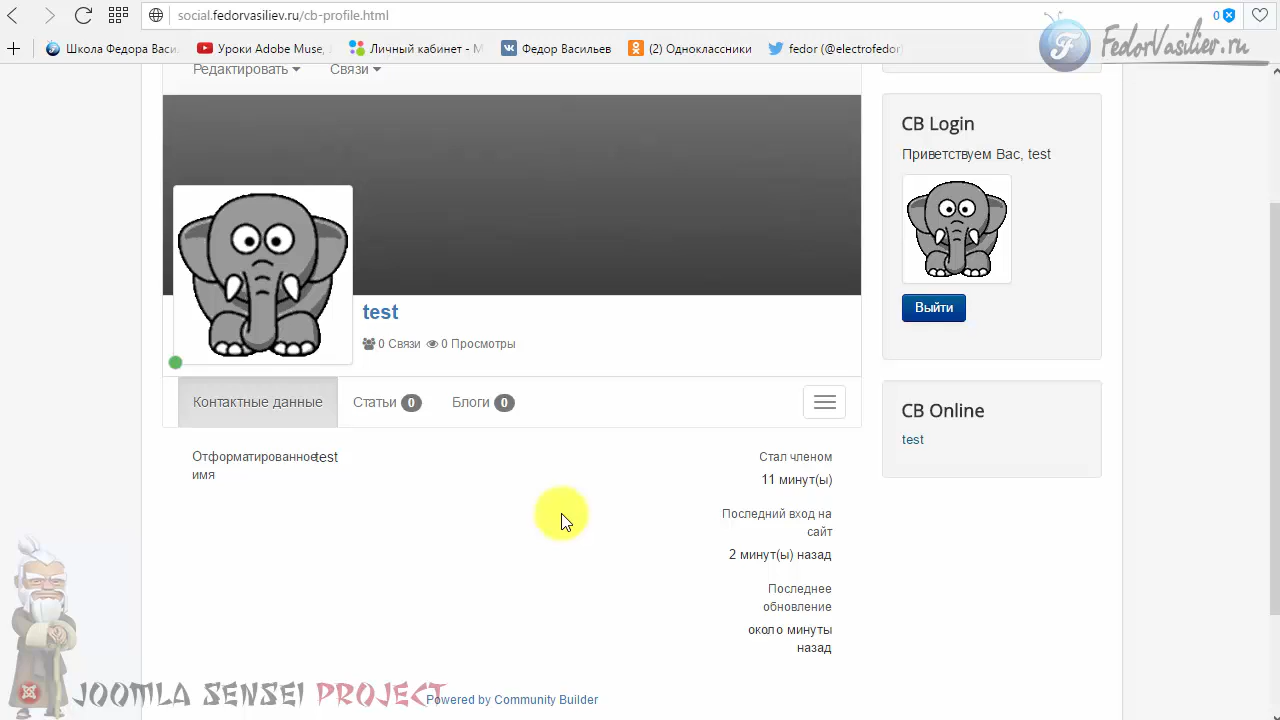 social.fedorvasiliev.ru/cb-profile.html
0
Школа Федора Васи.
Уроки Adobe Muse,
Личный кабинет - М
Федор Васильев
(2) Одноклассники
fedor (@electrofedor)
FedorVasiliev.ru
Редактировать
Связи
CB Login
Приветствуем Вас, test
Выйти
test
0 Связи 0 Просмотры
Контактные данные
Статьи 0
Блоги 0
CB Online
test
Отформатированное
имя
test
Стал членом
11 минут(ы)
Последний вход на
сайт
2 минут(ы) назад
Последнее
обновление
около минуты
назад
JOOMLA SENSEI PROJECT
Powered by Community Builder